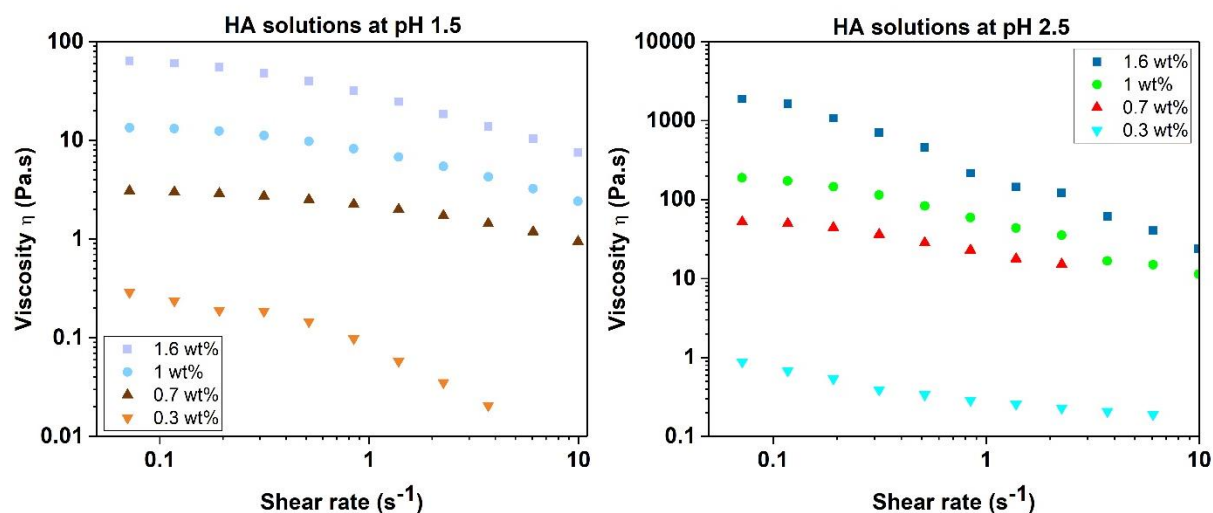 HA solutions at pH 1.5
100
10
1
0.1
0.01
Viscosity η (Pa.s)
1.6 wt%
1 wt%
0.7 wt%
0.3 wt%
0.1
1
10
Shear rate (s⁻¹)
HA solutions at pH 2.5
10000
1000
100
10
1
0.1
Viscosity η (Pa.s)
1.6 wt%
1 wt%
0.7 wt%
0.3 wt%
0.1
1
10
Shear rate (s⁻¹)